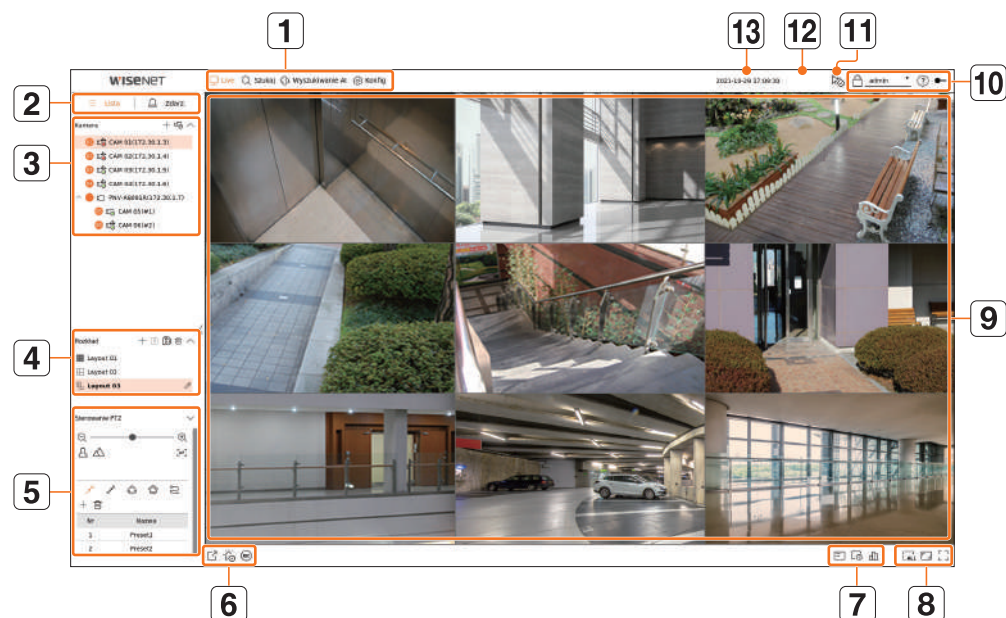 1
13
12
11
WISENET
Live Szukaj Wyszukiwanie AI Konfig
2021-10-29 17:09:30
admin
10
2
Lista Zdarz.
3
Kamera
CAM 01(172.30.1.3)
CAM 02(172.30.1.4)
CAM 03(172.30.1.5)
CAM 04(172.30.1.6)
CAM 05(#1)
CAM 06(#2)
9
4
Rozkład
Layout 01
Layout 02
Layout 03
5
Sterowanie PTZ
Nr Nazwa
1 Preset1
2 Preset2
6
7
8